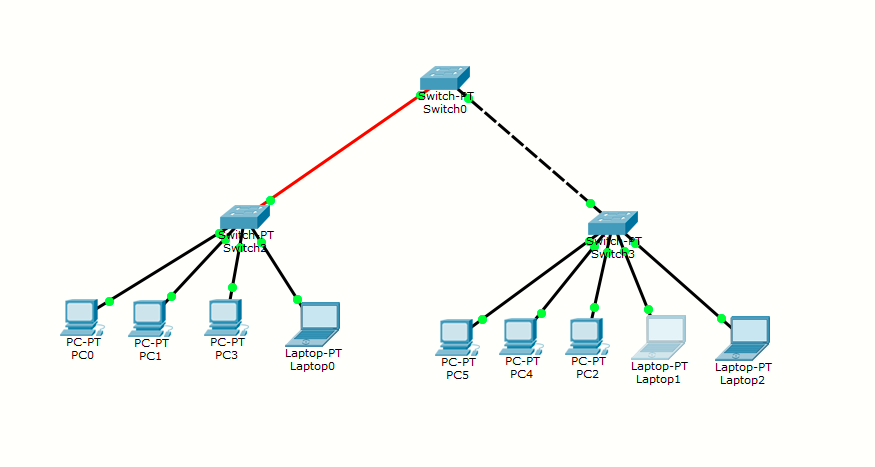 Switch-PT
Switch0
Switch-PT
Switch2
Switch-PT
Switch3
PC-PT
PC0
PC-PT
PC1
PC-PT
PC3
Laptop-PT
Laptop0
PC-PT
PC5
PC-PT
PC4
PC-PT
PC2
Laptop-PT
Laptop1
Laptop-PT
Laptop2